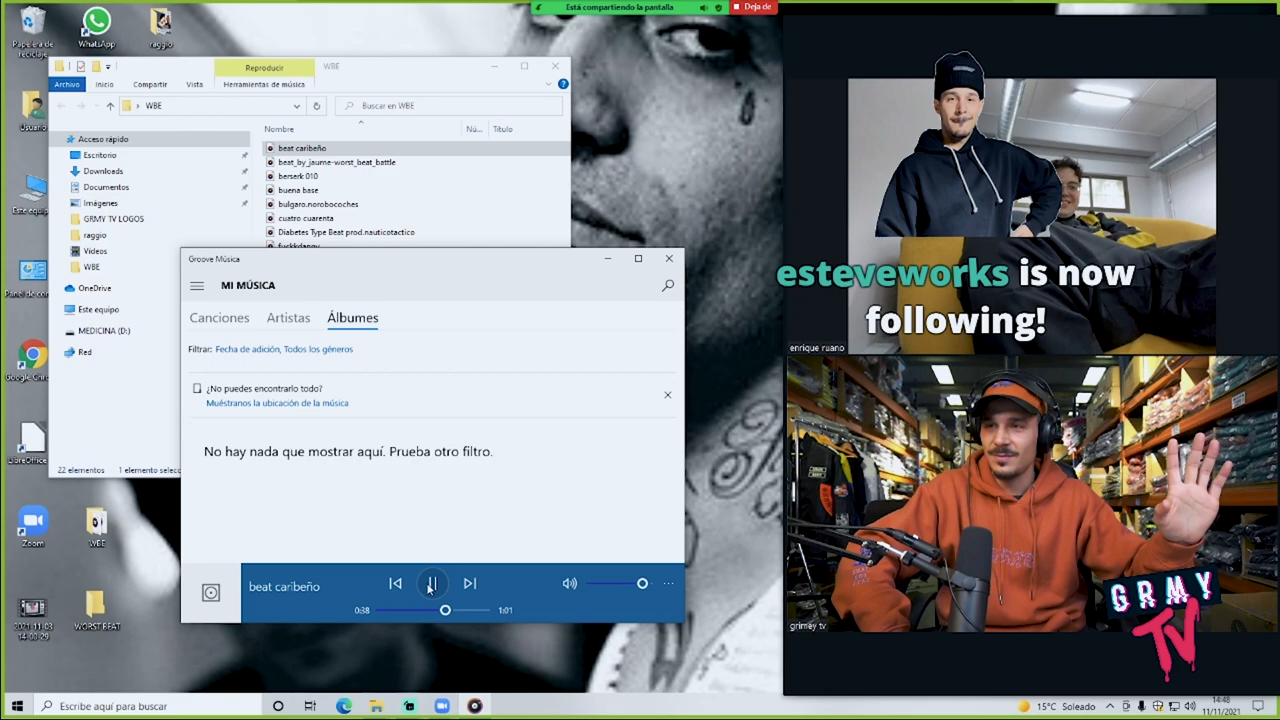 Está compartiendo la pantalla
Deja de
Papelera de reciclaje
WhatsApp
raggio
Reproducir
WBE
Archivo
Inicio
Compartir
Vista
Herramientas de música
WBE
Buscar en WBE
Usuario
Nombre
Nú...
Título
Acceso rápido
Escritorio
Downloads
Documentos
Imágenes
GRMY TV LOGOS
raggio
Vídeos
WBE
OneDrive
Este equipo
MEDICINA (D:)
Red
beat caribeño
beat_by_jaume-worst_beat_battle
berserk 010
buena base
bulgaro.norobocoches
cuatro cuarenta
Diabetes Type Beat prod.nauticotactico
22 elementos
1 elemento selecc
Groove Música
MI MÚSICA
Canciones
Artistas
Álbumes
Filtrar: Fecha de adición, Todos los géneros
¿No puedes encontrarlo todo?
Muéstranos la ubicación de la música
No hay nada que mostrar aquí. Prueba otro filtro.
beat caribeño
0:38
1:01
Zoom
WBE
WORST BEAT
esteveworks is now
following!
enrique ruano
grimey tv
GRMY
TV
Escribe aquí para buscar
15°C Soleado
14:48
11/11/2021